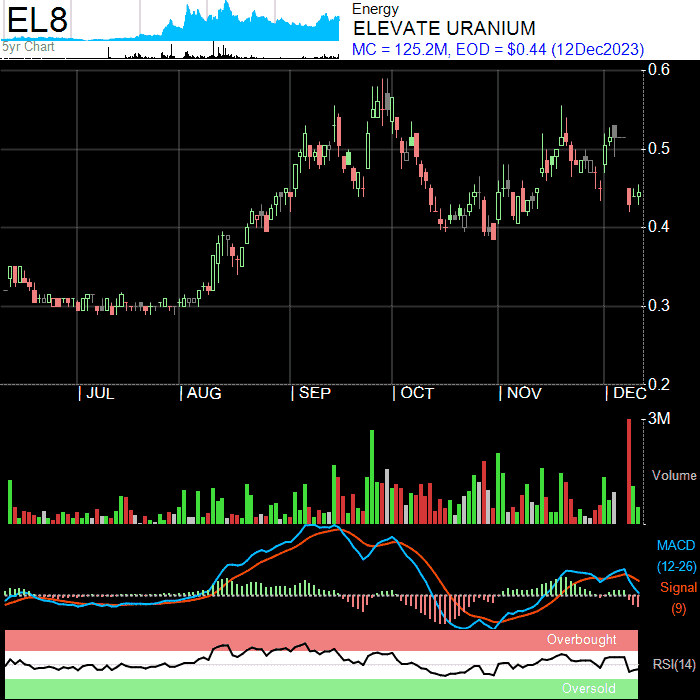 EL8
5yr Chart
Energy
ELEVATE URANIUM
MC = 125.2M, EOD = $0.44 (12Dec2023)
0.6
0.5
0.4
0.3
0.2
| JUL | AUG | SEP | OCT | NOV | DEC
3M
Volume
MACD
(12-26)
Signal
(9)
Overbought
RSI(14)
Oversold